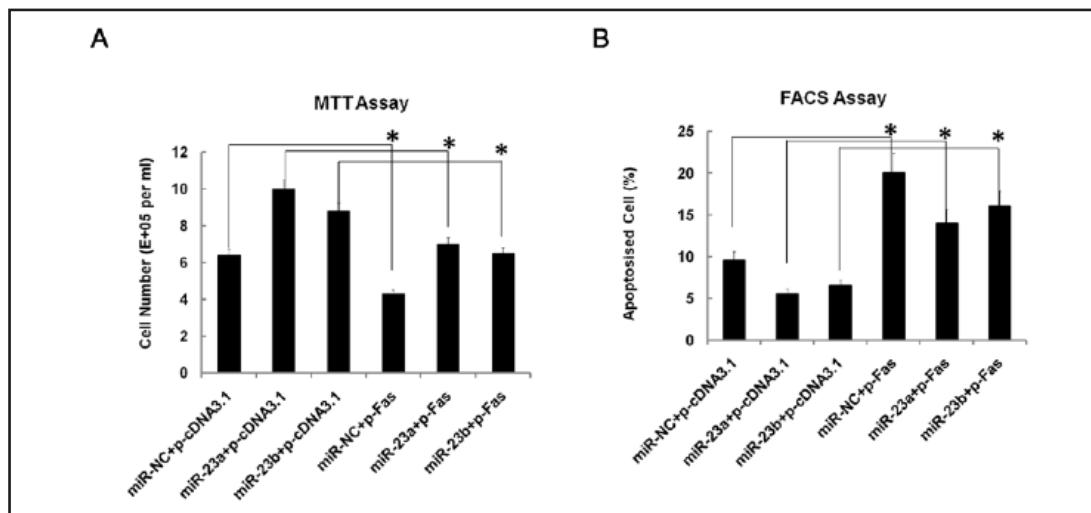 A
MTT Assay
Cell Number (E+05 per ml)
12
10
8
6
4
2
0
* * *
miR-NC+p-cDNA3.1
miR-23a+p-cDNA3.1
miR-23b+p-cDNA3.1
miR-NC+p-Fas
miR-23a+p-Fas
miR-23b+p-Fas
B
FACS Assay
Apoptosised Cell (%)
25
20
15
10
5
0
* * *
miR-NC+p-cDNA3.1
miR-23a+p-cDNA3.1
miR-23b+p-cDNA3.1
miR-NC+p-Fas
miR-23a+p-Fas
miR-23b+p-Fas